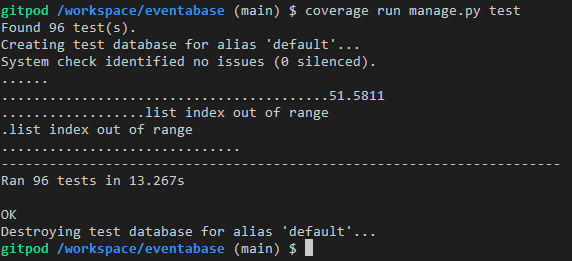 gitpod /workspace/eventabase (main) $ coverage run manage.py test
Found 96 test(s).
Creating test database for alias 'default'...
System check identified no issues (0 silenced).
......
.........................................51.5811
..................list index out of range
.list index out of range
..............................
----------------------------------------------------------------------
Ran 96 tests in 13.267s

OK
Destroying test database for alias 'default'...
gitpod /workspace/eventabase (main) $